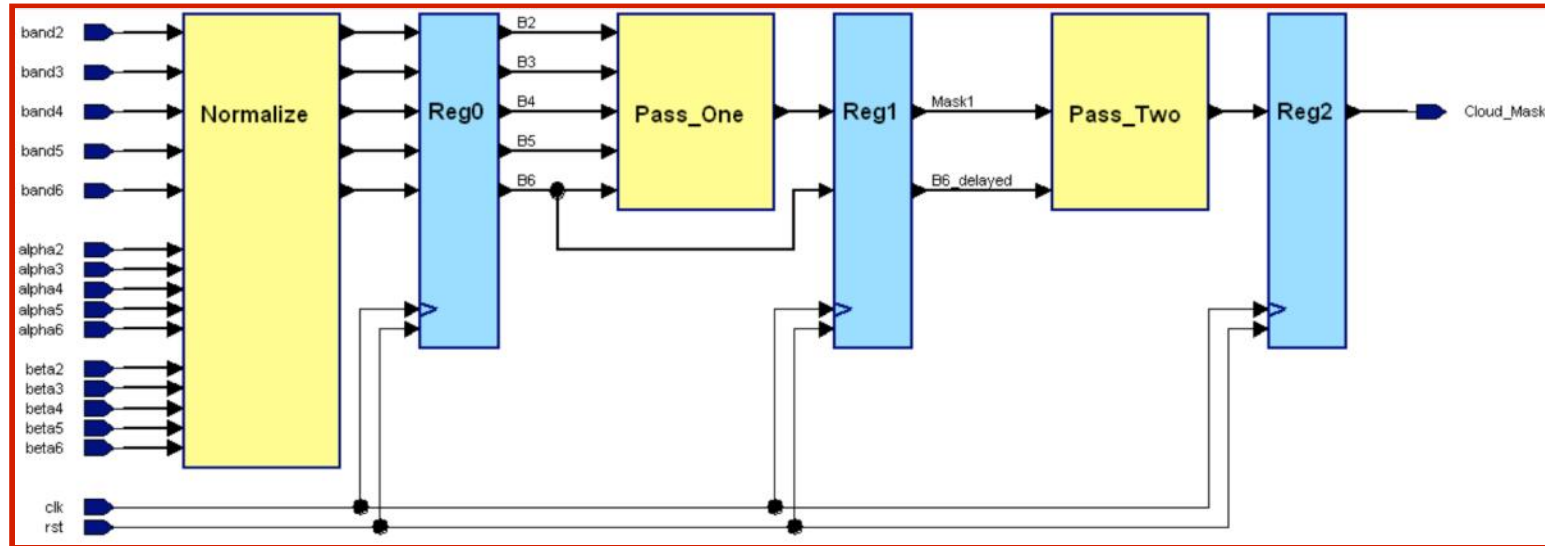 band2
band3
band4
band5
band6
alpha2
alpha3
alpha4
alpha5
alpha6
beta2
beta3
beta4
beta5
beta6
clk
rst
Normalize
Reg0
B2
B3
B4
B5
B6
Pass_One
Reg1
Mask1
B6_delayed
Pass_Two
Reg2
Cloud_Mask